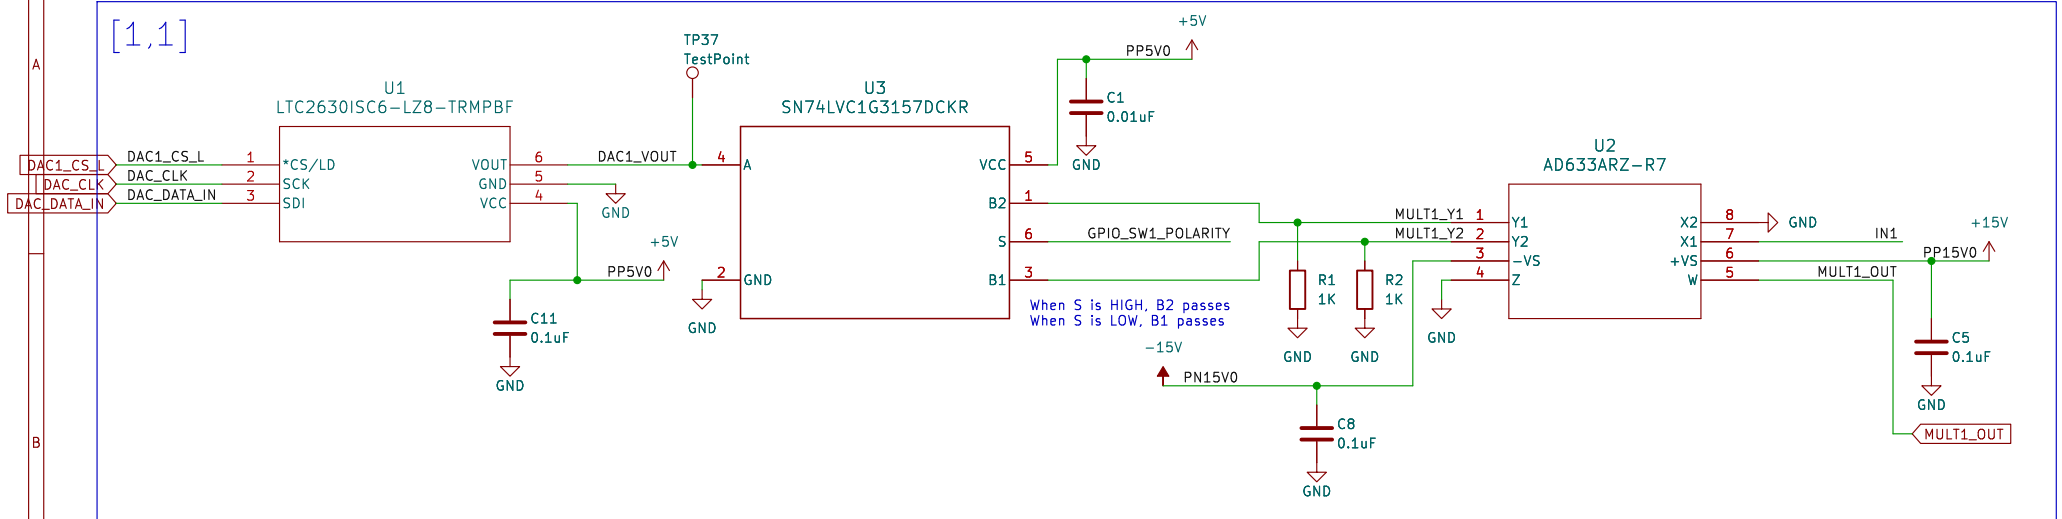 [1,1]
A
B
DAC1_CS_L
DAC_CLK
DAC_DATA_IN
DAC1_CS_L
DAC_CLK
DAC_DATA_IN
U1
LTC2630ISC6-LZ8-TRMPBF
1 *CS/LD
2 SCK
3 SDI
VOUT 6
GND 5
VCC 4
DAC1_VOUT
GND
+5V
PP5V0
C11
0.1uF
GND
TP37
TestPoint
U3
SN74LVC1G3157DCKR
4 A
2 GND
GND
VCC 5
B2 1
S 6
B1 3
+5V
PP5V0
C1
0.01uF
GND
GPIO_SW1_POLARITY
When S is HIGH, B2 passes
When S is LOW, B1 passes
MULT1_Y1
MULT1_Y2
R1
1K
GND
R2
1K
GND
-15V
PN15V0
C8
0.1uF
GND
GND
U2
AD633ARZ-R7
1 Y1
2 Y2
3 -VS
4 Z
X2 8
X1 7
+VS 6
W 5
GND
IN1
+15V
PP15V0
MULT1_OUT
C5
0.1uF
GND
MULT1_OUT